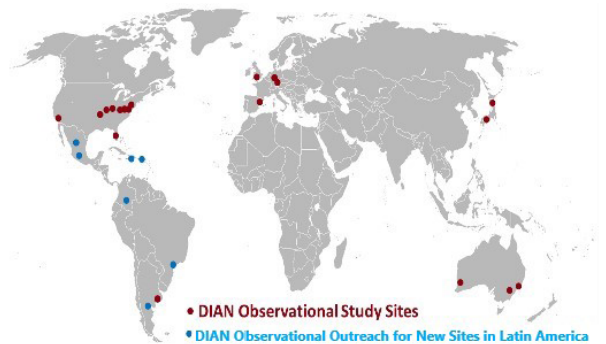 DIAN Observational Study Sites
DIAN Observational Outreach for New Sites in Latin America